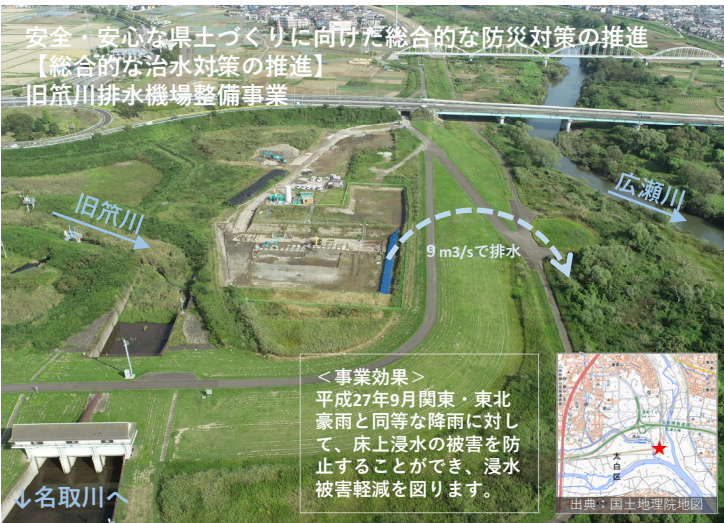 安全・安心な県土づくりに向けた総合的な防災対策の推進
【総合的な治水対策の推進】
旧笊川排水機場整備事業
旧笊川
広瀬川
9 m3/sで排水
＜事業効果＞
平成27年9月関東・東北
豪雨と同等な降雨に対し
て、床上浸水の被害を防
止することができ、浸水
被害軽減を図ります。
太白区
出典：国土地理院地図
↓名取川へ